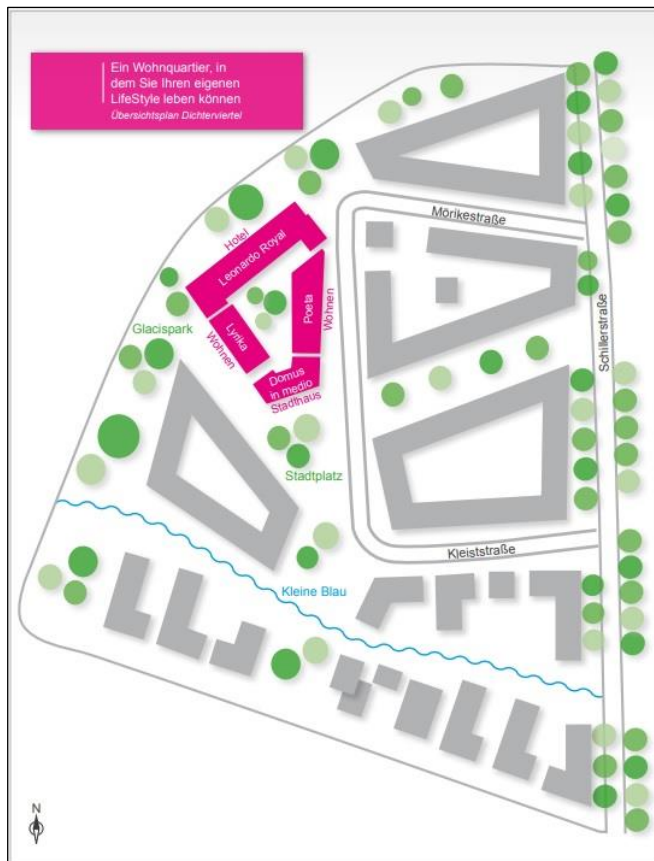 Ein Wohnquartier, in
dem Sie Ihren eigenen
LifeStyle leben können
Übersichtsplan Dichterviertel
Mörikestraße
Hotel
Leonardo Royal
Schillerstraße
Poeta
Wohnen
Glacispark
Lyrika
Wohnen
Domus
in medio
Stadthaus
Stadtplatz
Kleiststraße
Kleine Blau
N